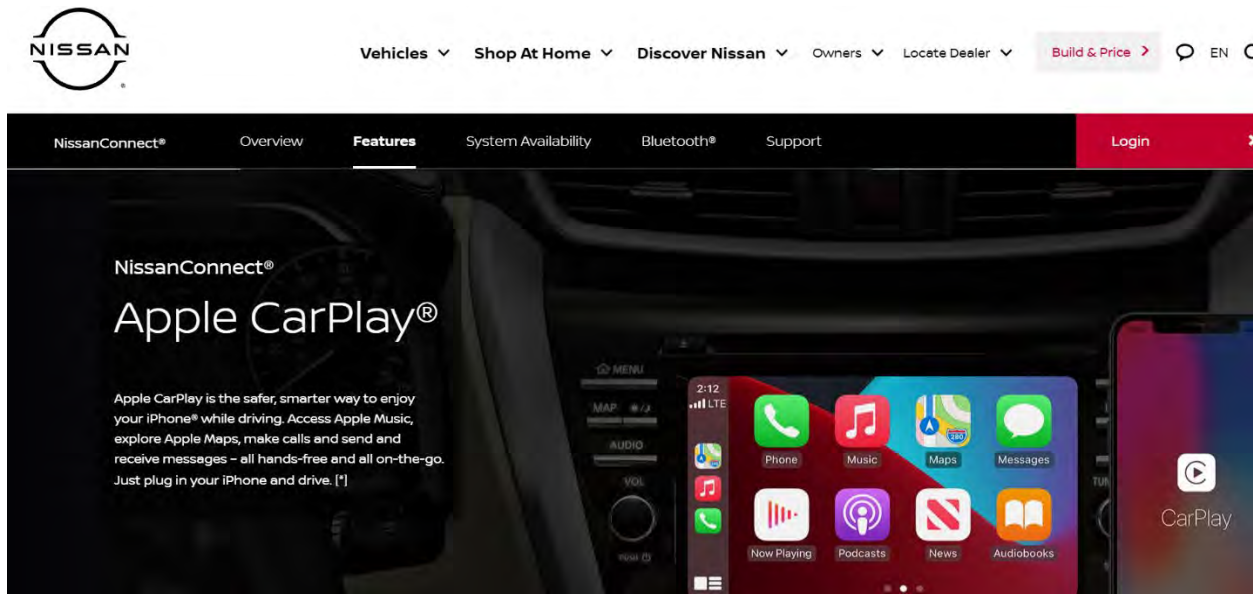 NISSAN
Vehicles Shop At Home Discover Nissan Owners Locate Dealer Build & Price EN
NissanConnect® Overview Features System Availability Bluetooth® Support Login
NissanConnect®
Apple CarPlay®
Apple CarPlay is the safer, smarter way to enjoy
your iPhone® while driving. Access Apple Music,
explore Apple Maps, make calls and send and
receive messages – all hands-free and all on-the-go.
Just plug in your iPhone and drive. [*]
MENU
MAP
AUDIO
VOL
2:12
LTE
280
Phone Music Maps Messages
Now Playing Podcasts News Audiobooks
CarPlay